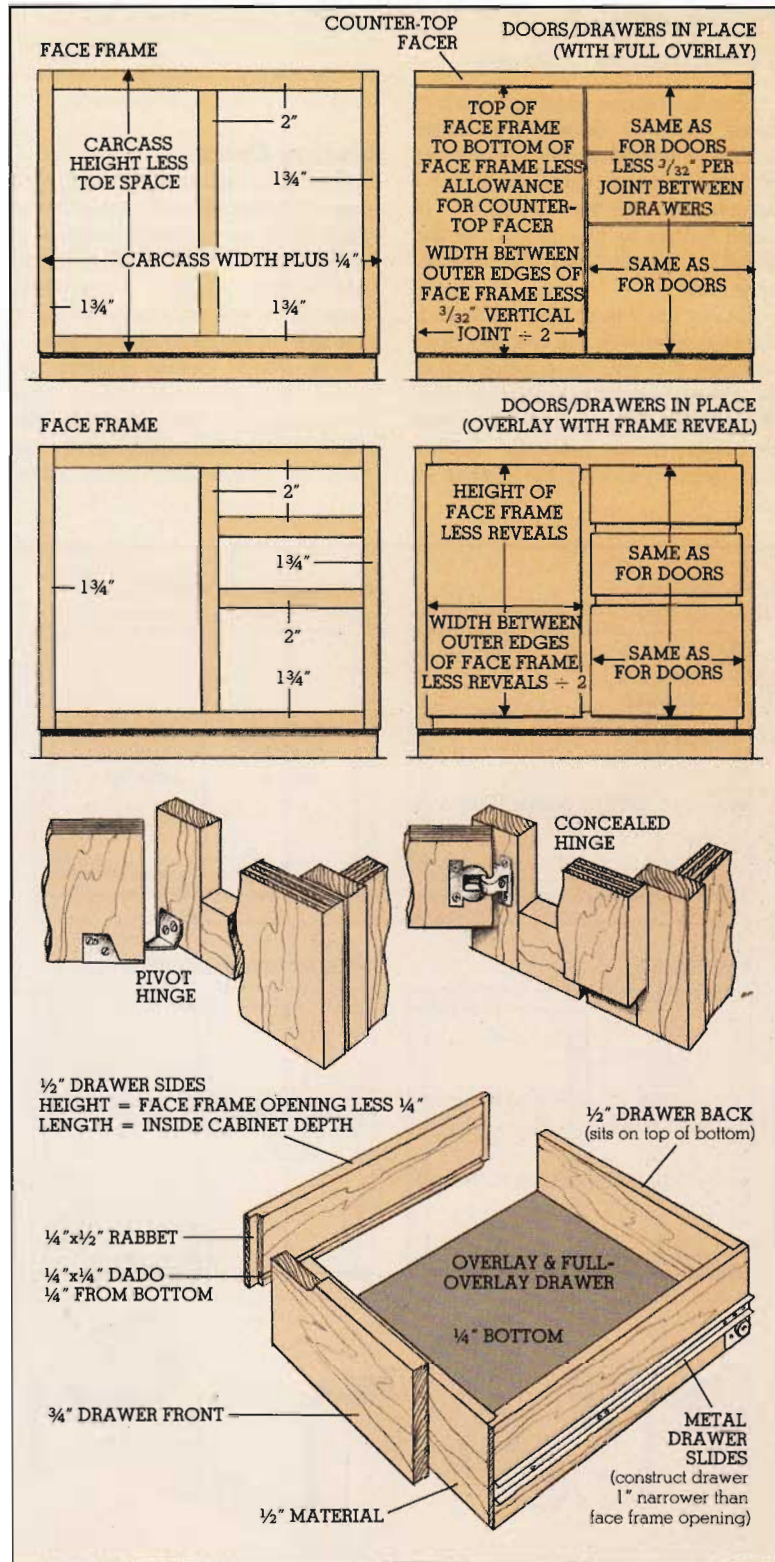 FACE FRAME
COUNTER-TOP
FACER
DOORS/DRAWERS IN PLACE
(WITH FULL OVERLAY)
CARCASS
HEIGHT LESS
TOE SPACE
2"
1¾"
CARCASS WIDTH PLUS ¼"
1¾"
1¾"
TOP OF
FACE FRAME
TO BOTTOM OF
FACE FRAME LESS
ALLOWANCE
FOR COUNTER-
TOP FACER
WIDTH BETWEEN
OUTER EDGES OF
FACE FRAME LESS
3/32" VERTICAL
JOINT ÷ 2
SAME AS
FOR DOORS
LESS 3/32" PER
JOINT BETWEEN
DRAWERS
SAME AS
FOR DOORS
FACE FRAME
DOORS/DRAWERS IN PLACE
(OVERLAY WITH FRAME REVEAL)
2"
1¾"
1¾"
2"
1¾"
HEIGHT OF
FACE FRAME
LESS REVEALS
WIDTH BETWEEN
OUTER EDGES
OF FACE FRAME
LESS REVEALS ÷ 2
SAME AS
FOR DOORS
SAME AS
FOR DOORS
PIVOT
HINGE
CONCEALED
HINGE
½" DRAWER SIDES
HEIGHT = FACE FRAME OPENING LESS ¼"
LENGTH = INSIDE CABINET DEPTH
½" DRAWER BACK
(sits on top of bottom)
¼"x½" RABBET
¼"x¼" DADO
¼" FROM BOTTOM
OVERLAY & FULL-
OVERLAY DRAWER
¼" BOTTOM
¾" DRAWER FRONT
½" MATERIAL
METAL
DRAWER
SLIDES
(construct drawer
1" narrower than
face frame opening)